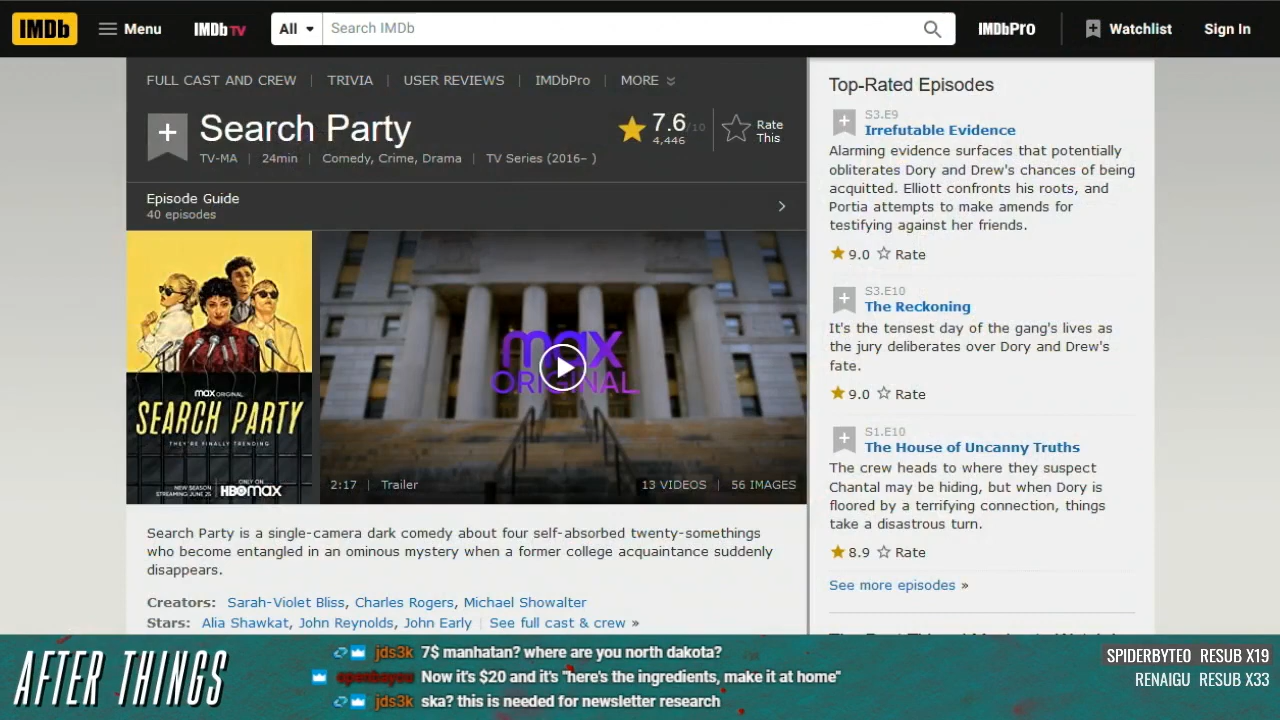 IMDb
Menu
IMDb TV
All
Search IMDb
IMDbPro
Watchlist
Sign In
FULL CAST AND CREW | TRIVIA | USER REVIEWS | IMDbPro | MORE
Search Party
7.6/10
4,446
Rate This
TV-MA | 24min | Comedy, Crime, Drama | TV Series (2016– )
Episode Guide
40 episodes
max ORIGINAL
SEARCH PARTY
THEY'RE FINALLY TRENDING
NEW SEASON
STREAMING JUNE 25
ONLY ON
HBOmax
max
ORIGINAL
2:17 | Trailer
13 VIDEOS | 56 IMAGES
Search Party is a single-camera dark comedy about four self-absorbed twenty-somethings
who become entangled in an ominous mystery when a former college acquaintance suddenly
disappears.
Creators: Sarah-Violet Bliss, Charles Rogers, Michael Showalter
Stars: Alia Shawkat, John Reynolds, John Early | See full cast & crew »
Top-Rated Episodes
S3.E9
Irrefutable Evidence
Alarming evidence surfaces that potentially
obliterates Dory and Drew's chances of being
acquitted. Elliott confronts his roots, and
Portia attempts to make amends for
testifying against her friends.
9.0 Rate
S3.E10
The Reckoning
It's the tensest day of the gang's lives as
the jury deliberates over Dory and Drew's
fate.
9.0 Rate
S1.E10
The House of Uncanny Truths
The crew heads to where they suspect
Chantal may be hiding, but when Dory is
floored by a terrifying connection, things
take a disastrous turn.
8.9 Rate
See more episodes »
AFTER THINGS
jds3k 7$ manhatan? where are you north dakota?
openbayou Now it's $20 and it's "here's the ingredients, make it at home"
jds3k ska? this is needed for newsletter research
SPIDERBYTE0 RESUB X19
RENAIGU RESUB X33